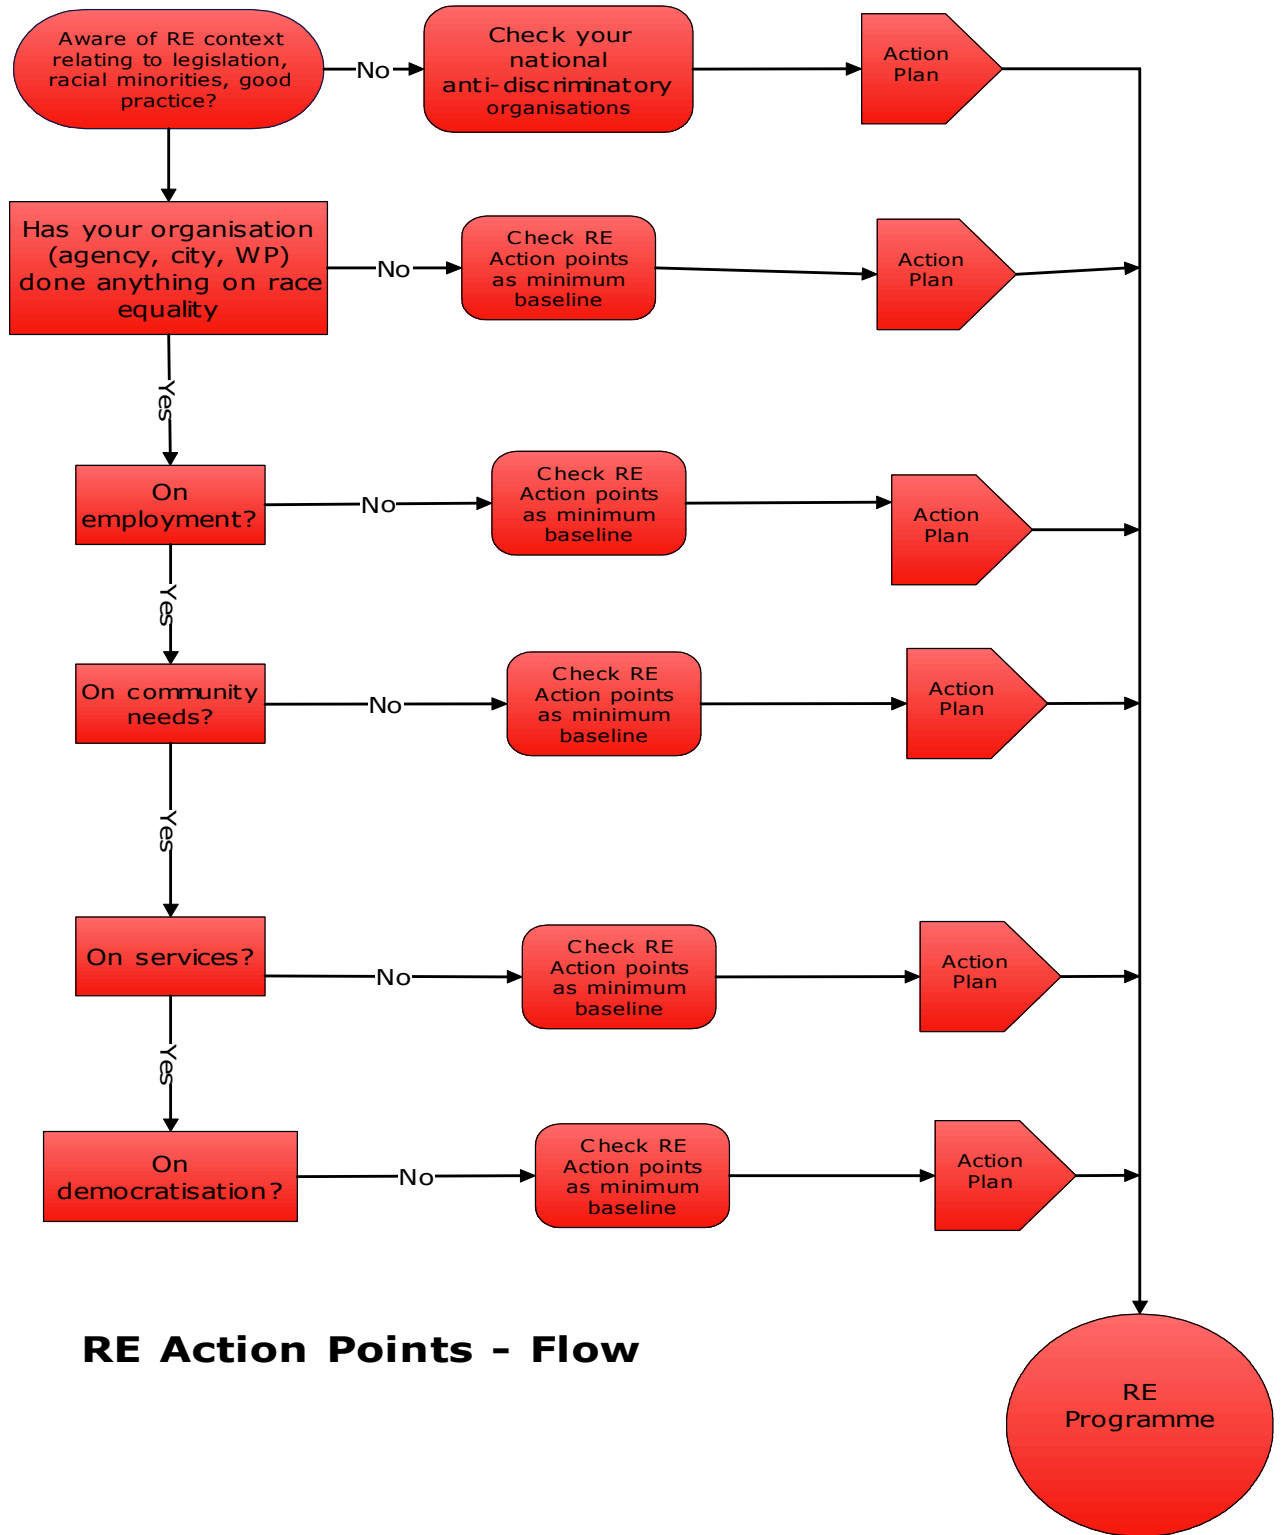 Aware of RE context
relating to legislation,
racial minorities, good
practice?
No
Check your
national
anti-discriminatory
organisations
Action
Plan
Has your organisation
(agency, city, WP)
done anything on race
equality
No
Check RE
Action points
as minimum
baseline
Action
Plan
Yes
On
employment?
No
Check RE
Action points
as minimum
baseline
Action
Plan
Yes
On community
needs?
No
Check RE
Action points
as minimum
baseline
Action
Plan
Yes
On services?
No
Check RE
Action points
as minimum
baseline
Action
Plan
Yes
On
democratisation?
No
Check RE
Action points
as minimum
baseline
Action
Plan
RE Action Points - Flow
RE
Programme